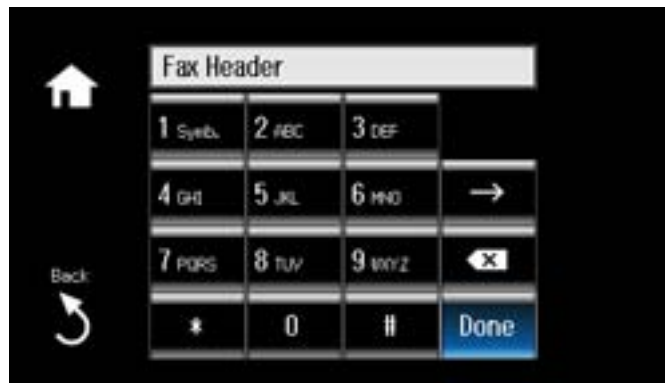 Fax Header
1 Symb. 2 ABC 3 DEF
4 GHI 5 JKL 6 MNO →
7 PQRS 8 TUV 9 WXYZ
Back
* 0 # Done